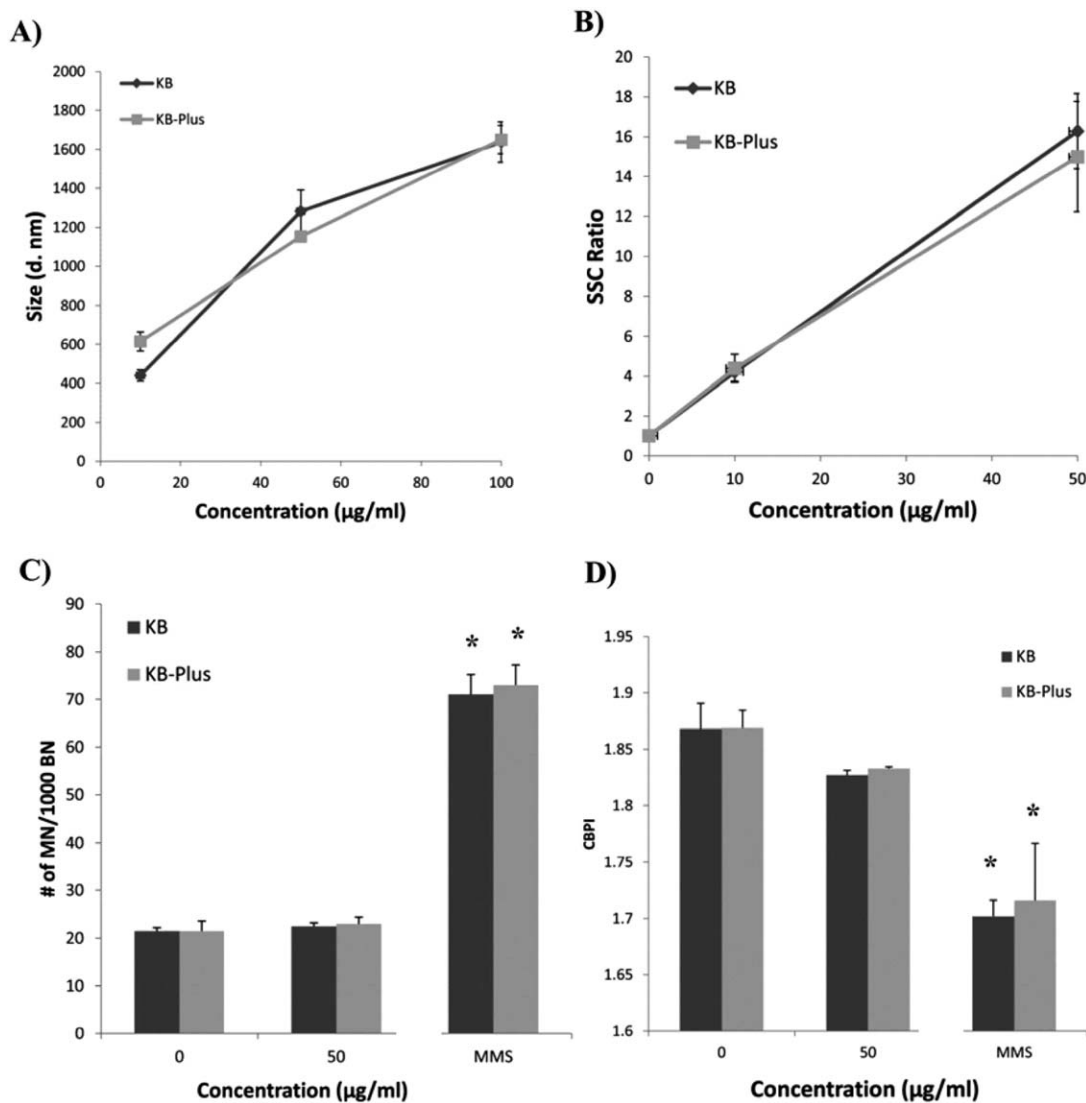 A)
2000
1800
1600
1400
1200
1000
800
600
400
200
0
Size (d. nm)
KB
KB-Plus
0 20 40 60 80 100
Concentration (μg/ml)
B)
20
18
16
14
12
10
8
6
4
2
0
SSC Ratio
KB
KB-Plus
0 10 20 30 40 50
Concentration (μg/ml)
C)
90
80
70
60
50
40
30
20
10
0
# of MN/1000 BN
KB
KB-Plus
* *
0 50 MMS
Concentration (μg/ml)
D)
1.95
1.9
1.85
1.8
1.75
1.7
1.65
1.6
CBPI
KB
KB-Plus
* *
0 50 MMS
Concentration (μg/ml)